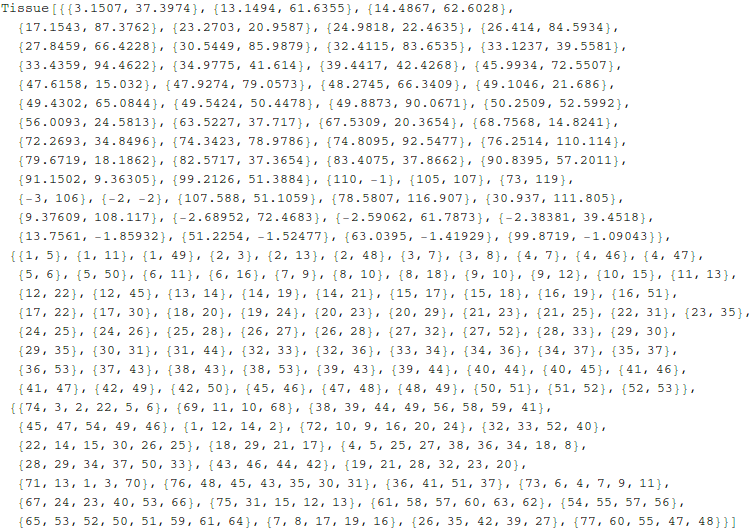 Tissue[{{3.1507, 37.3974}, {13.1494, 61.6355}, {14.4867, 62.6028},
{17.1543, 87.3762}, {23.2703, 20.9587}, {24.9818, 22.4635}, {26.414, 84.5934},
{27.8459, 66.4228}, {30.5449, 85.9879}, {32.4115, 83.6535}, {33.1237, 39.5581},
{33.4359, 94.4622}, {34.9775, 41.614}, {39.4417, 42.4268}, {45.9934, 72.5507},
{47.6158, 15.032}, {47.9274, 79.0573}, {48.2745, 66.3409}, {49.1046, 21.686},
{49.4302, 65.0844}, {49.5424, 50.4478}, {49.8873, 90.0671}, {50.2509, 52.5992},
{56.0093, 24.5813}, {63.5227, 37.717}, {67.5309, 20.3654}, {68.7568, 14.8241},
{72.2693, 34.8496}, {74.3423, 78.9786}, {74.8095, 92.5477}, {76.2514, 110.114},
{79.6719, 18.1862}, {82.5717, 37.3654}, {83.4075, 37.8662}, {90.8395, 57.2011},
{91.1502, 9.36305}, {99.2126, 51.3884}, {110, -1}, {105, 107}, {73, 119},
{-3, 106}, {-2, -2}, {107.588, 51.1059}, {78.5807, 116.907}, {30.937, 111.805},
{9.37609, 108.117}, {-2.68952, 72.4683}, {-2.59062, 61.7873}, {-2.38381, 39.4518},
{13.7561, -1.85932}, {51.2254, -1.52477}, {63.0395, -1.41929}, {99.8719, -1.09043}},
{{1, 5}, {1, 11}, {1, 49}, {2, 3}, {2, 13}, {2, 48}, {3, 7}, {3, 8}, {4, 7}, {4, 46}, {4, 47},
{5, 6}, {5, 50}, {6, 11}, {6, 16}, {7, 9}, {8, 10}, {8, 18}, {9, 10}, {9, 12}, {10, 15}, {11, 13},
{12, 22}, {12, 45}, {13, 14}, {14, 19}, {14, 21}, {15, 17}, {15, 18}, {16, 19}, {16, 51},
{17, 22}, {17, 30}, {18, 20}, {19, 24}, {20, 23}, {20, 29}, {21, 23}, {21, 25}, {22, 31}, {23, 35},
{24, 25}, {24, 26}, {25, 28}, {26, 27}, {26, 28}, {27, 32}, {27, 52}, {28, 33}, {29, 30},
{29, 35}, {30, 31}, {31, 44}, {32, 33}, {32, 36}, {33, 34}, {34, 36}, {34, 37}, {35, 37},
{36, 53}, {37, 43}, {38, 43}, {38, 53}, {39, 43}, {39, 44}, {40, 44}, {40, 45}, {41, 46},
{41, 47}, {42, 49}, {42, 50}, {45, 46}, {47, 48}, {48, 49}, {50, 51}, {51, 52}, {52, 53}},
{{74, 3, 2, 22, 5, 6}, {69, 11, 10, 68}, {38, 39, 44, 49, 56, 58, 59, 41},
{45, 47, 54, 49, 46}, {1, 12, 14, 2}, {72, 10, 9, 16, 20, 24}, {32, 33, 52, 40},
{22, 14, 15, 30, 26, 25}, {18, 29, 21, 17}, {4, 5, 25, 27, 38, 36, 34, 18, 8},
{28, 29, 34, 37, 50, 33}, {43, 46, 44, 42}, {19, 21, 28, 32, 23, 20},
{71, 13, 1, 3, 70}, {76, 48, 45, 43, 35, 30, 31}, {36, 41, 51, 37}, {73, 6, 4, 7, 9, 11},
{67, 24, 23, 40, 53, 66}, {75, 31, 15, 12, 13}, {61, 58, 57, 60, 63, 62}, {54, 55, 57, 56},
{65, 53, 52, 50, 51, 59, 61, 64}, {7, 8, 17, 19, 16}, {26, 35, 42, 39, 27}, {77, 60, 55, 47, 48}}]